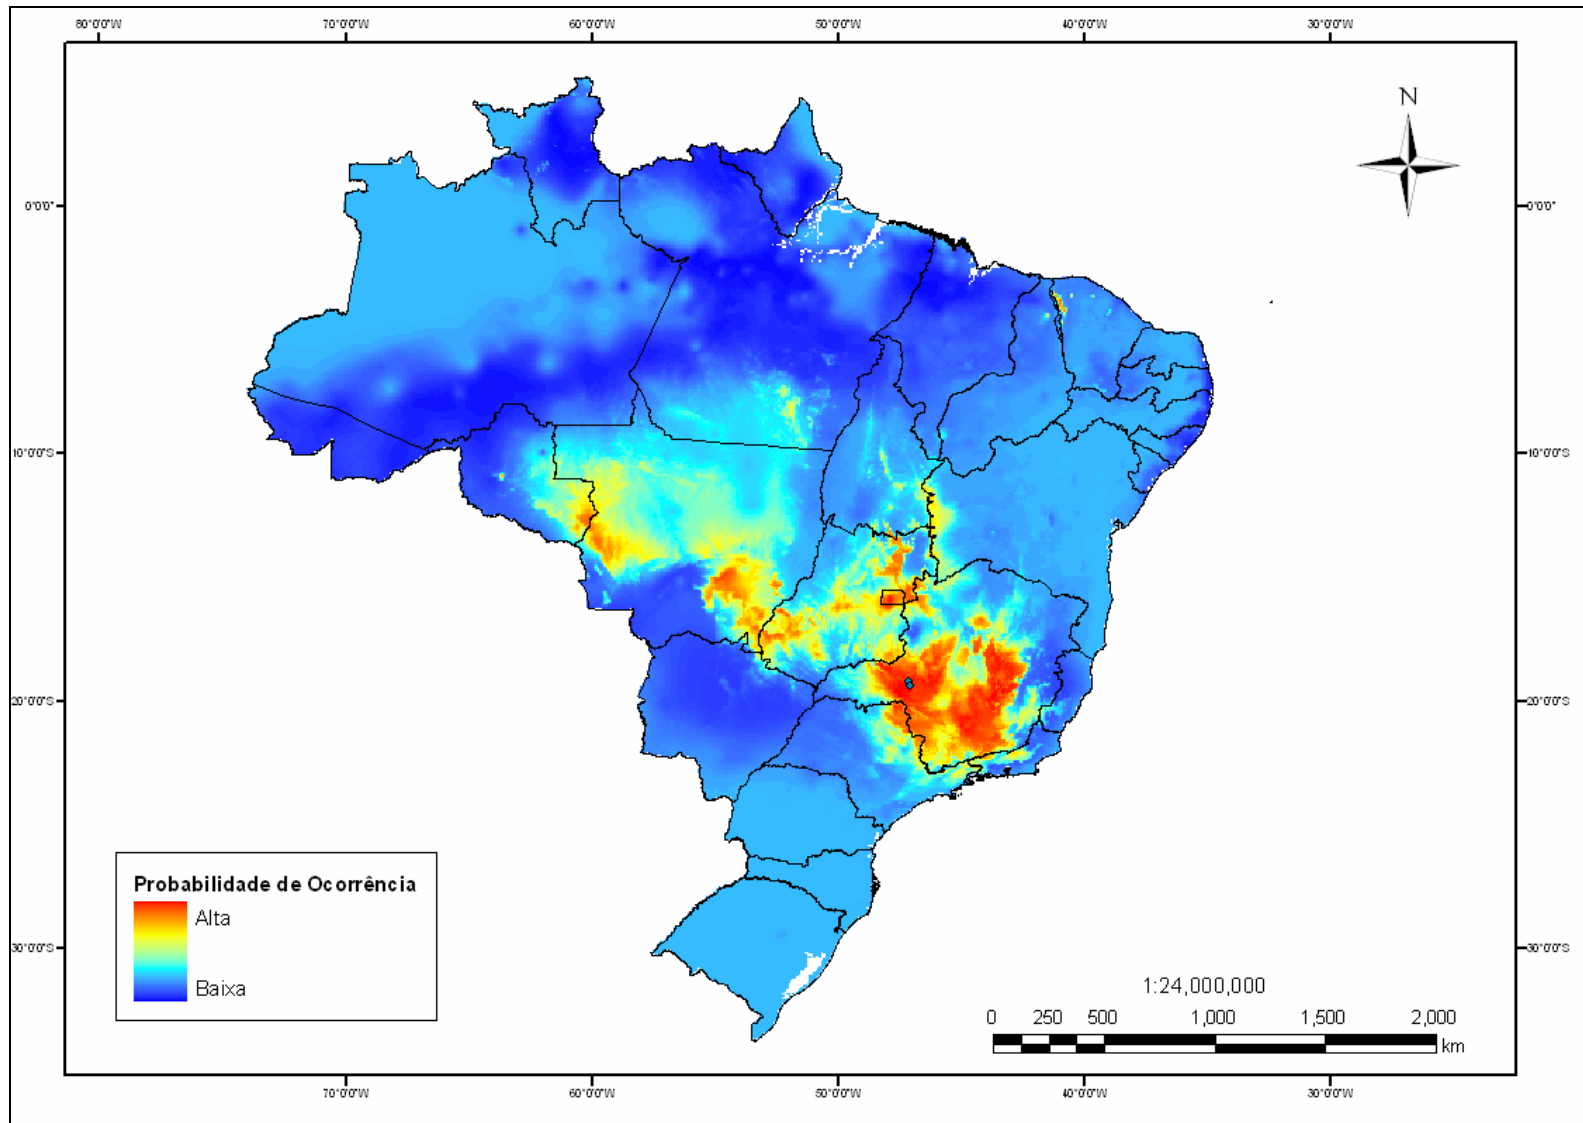 80°0'0"W 70°0'0"W 60°0'0"W 50°0'0"W 40°0'0"W 30°0'0"W
N
0°0'0" 0°0'0"
10°0'0"S 10°0'0"S
20°0'0"S 20°0'0"S
Probabilidade de Ocorrência
Alta
Baixa
30°0'0"S 30°0'0"S
1:24,000,000
0 250 500 1,000 1,500 2,000
km
70°0'0"W 60°0'0"W 50°0'0"W 40°0'0"W 30°0'0"W